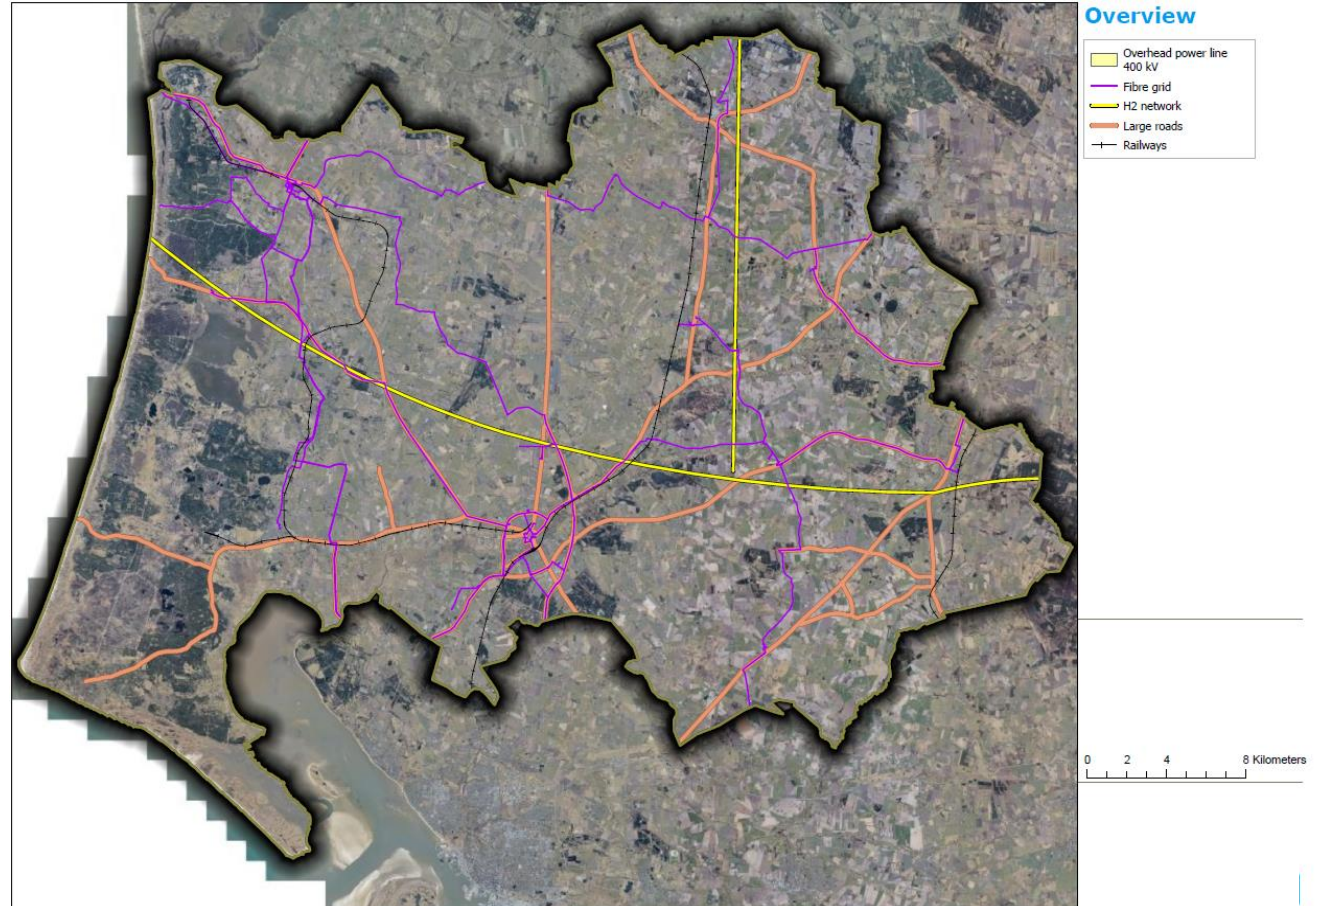 Overview
Overhead power line
400 kV
Fibre grid
H2 network
Large roads
Railways
0 2 4 8 Kilometers